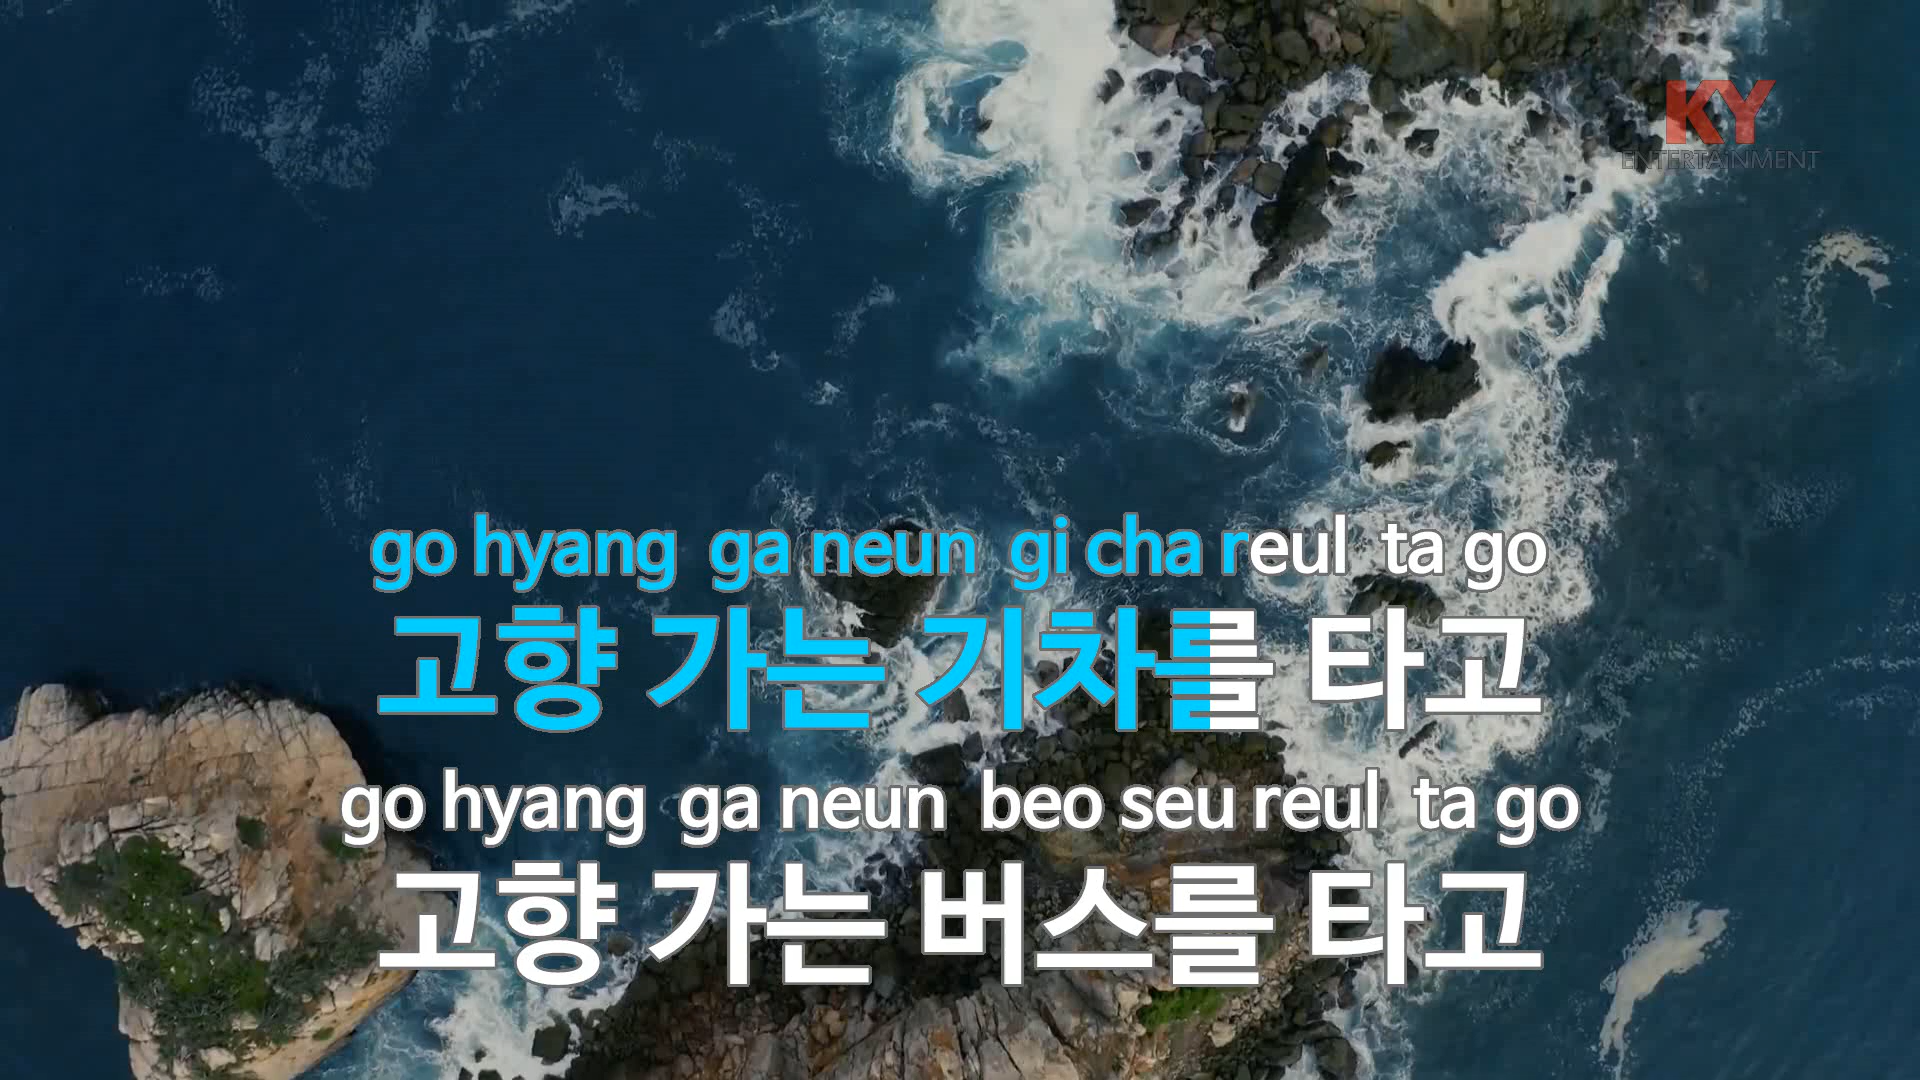 KY
ENTERTAiNMENT
go hyang ga neun gi cha reul ta go
고향 가는 기차를 타고
go hyang ga neun beo seu reul ta go
고향 가는 버스를 타고